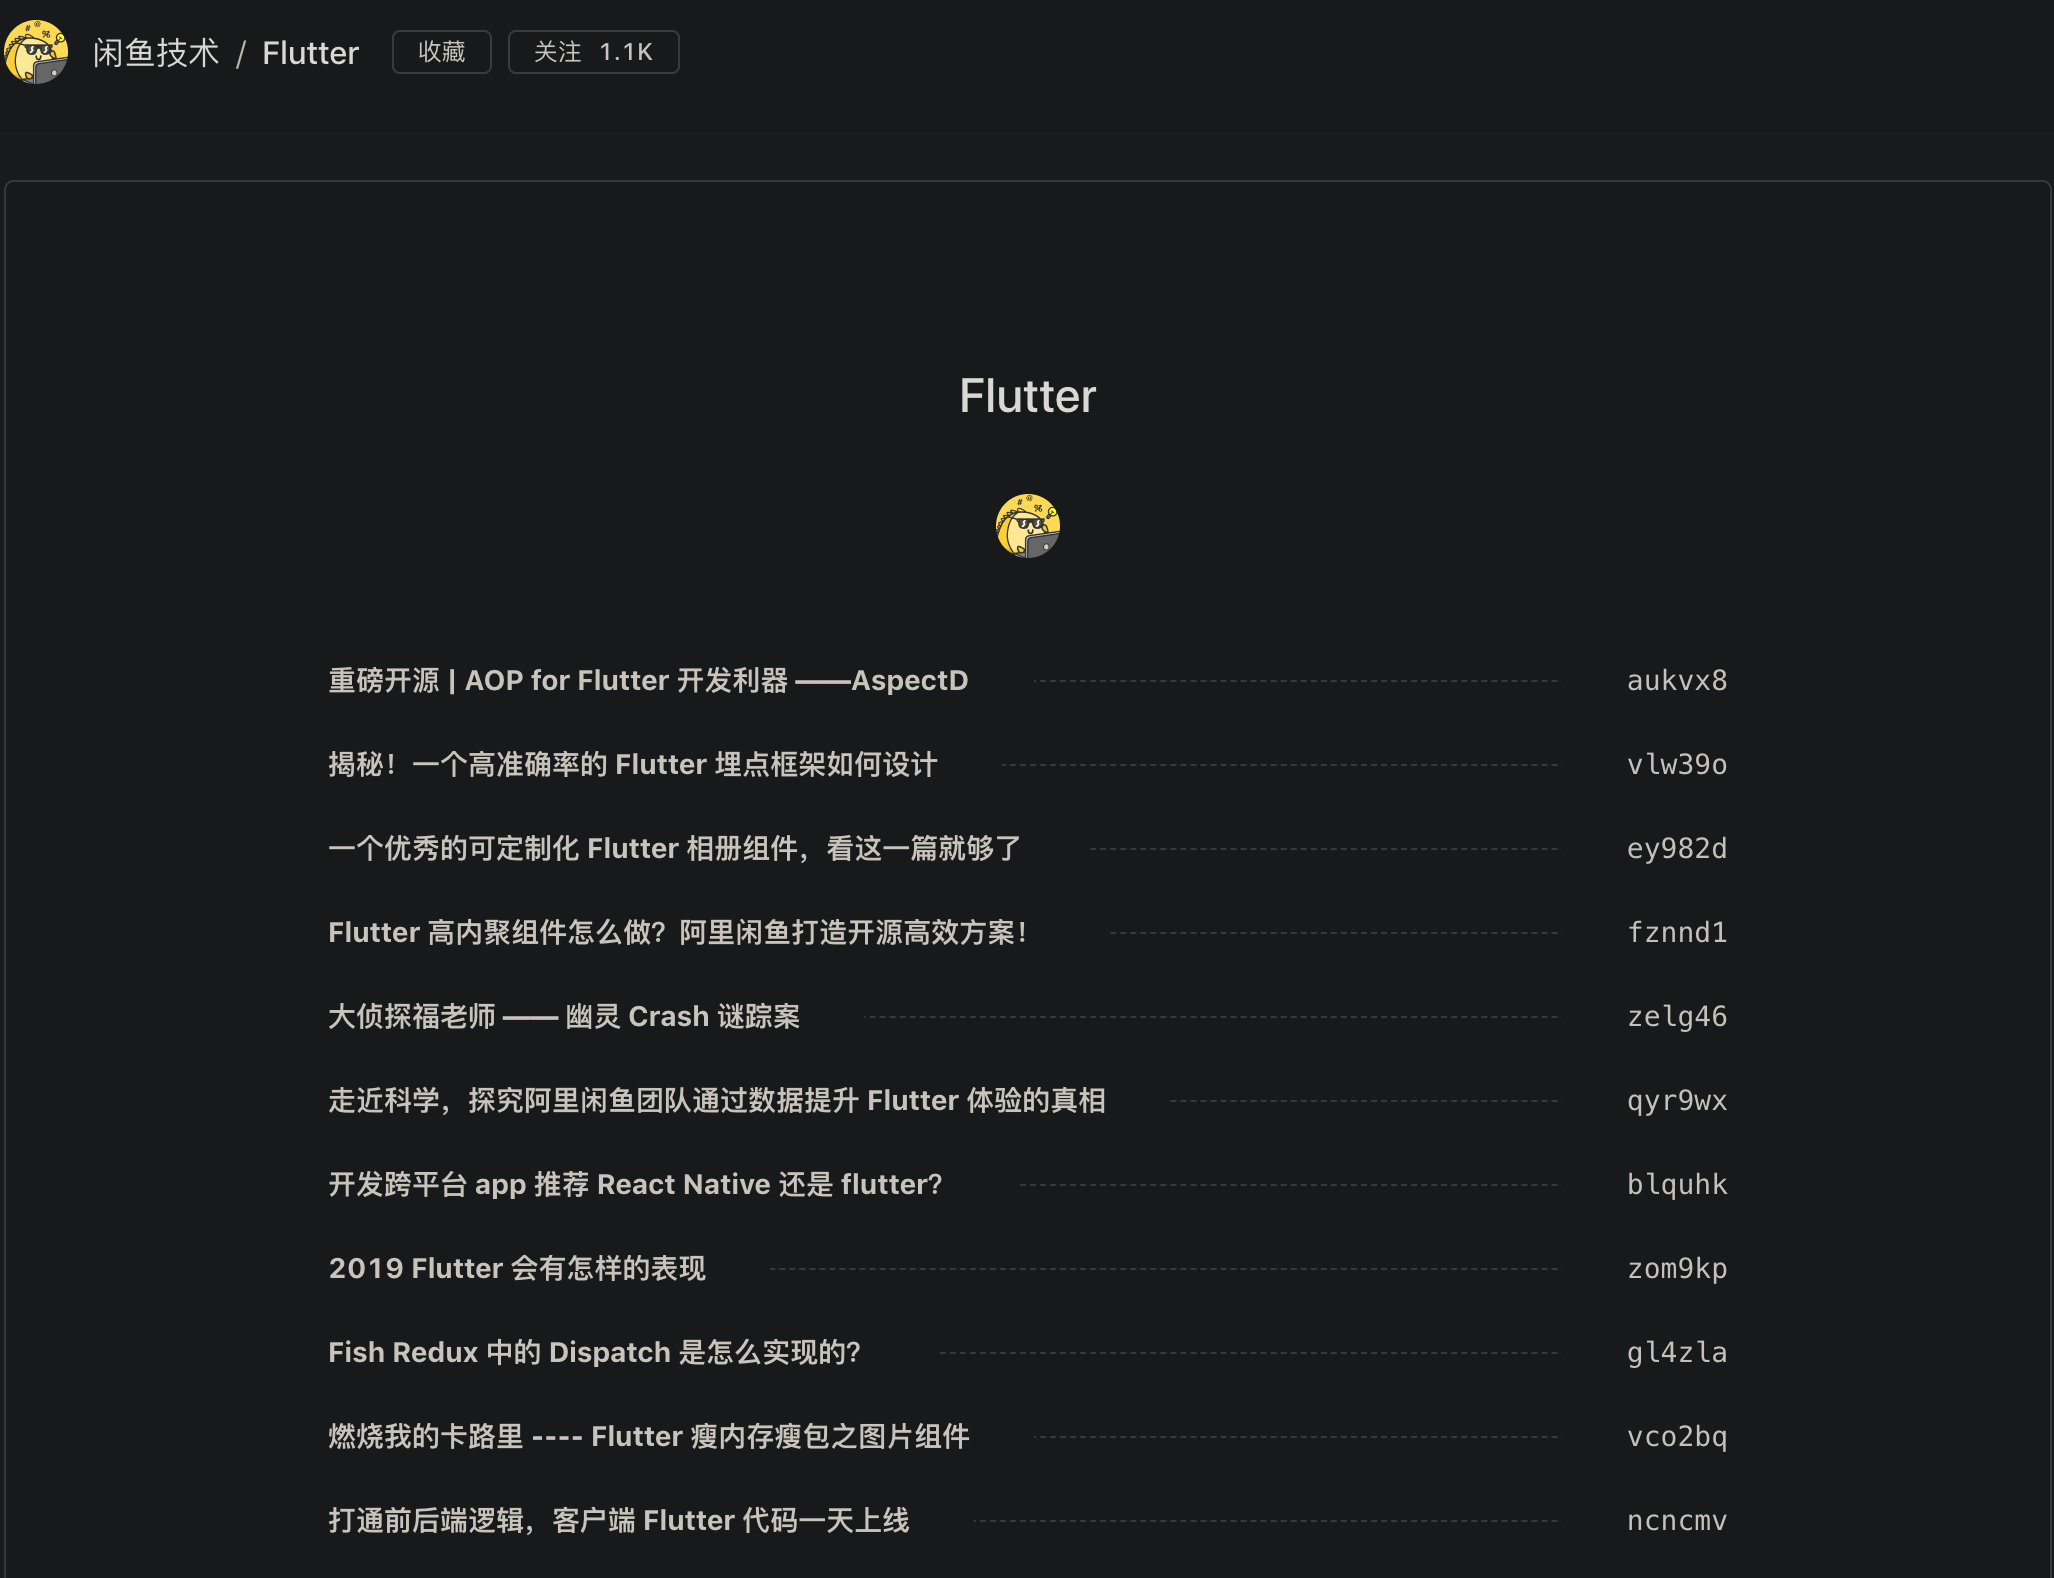 闲鱼技术 / Flutter 收藏 关注 1.1K
Flutter
重磅开源 | AOP for Flutter 开发利器 ——AspectD aukvx8
揭秘！一个高准确率的 Flutter 埋点框架如何设计 vlw39o
一个优秀的可定制化 Flutter 相册组件，看这一篇就够了 ey982d
Flutter 高内聚组件怎么做？阿里闲鱼打造开源高效方案！ fznnd1
大侦探福老师 —— 幽灵 Crash 谜踪案 zelg46
走近科学，探究阿里闲鱼团队通过数据提升 Flutter 体验的真相 qyr9wx
开发跨平台 app 推荐 React Native 还是 flutter？ blquhk
2019 Flutter 会有怎样的表现 zom9kp
Fish Redux 中的 Dispatch 是怎么实现的？ gl4zla
燃烧我的卡路里 ---- Flutter 瘦内存瘦包之图片组件 vco2bq
打通前后端逻辑，客户端 Flutter 代码一天上线 ncncmv